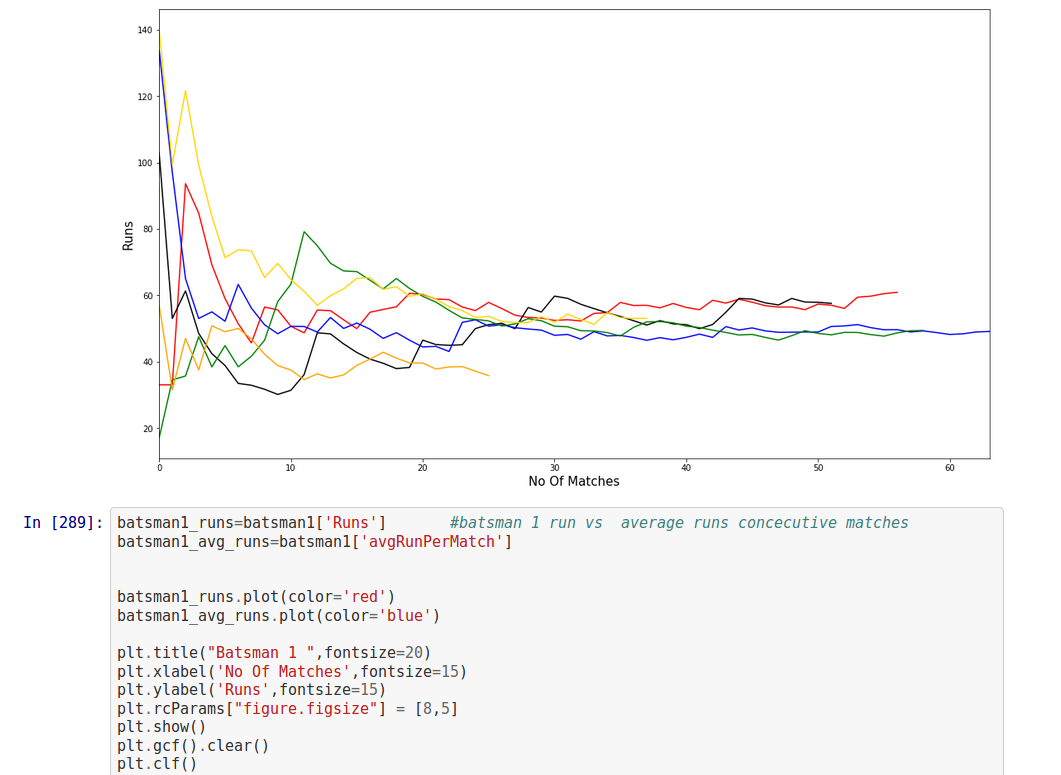 140
120
100
80
60
40
20
Runs
0 10 20 30 40 50 60
No Of Matches
In [289]: batsman1_runs=batsman1['Runs'] #batsman 1 run vs  average runs concecutive matches
batsman1_avg_runs=batsman1['avgRunPerMatch']
batsman1_runs.plot(color='red')
batsman1_avg_runs.plot(color='blue')
plt.title("Batsman 1 ",fontsize=20)
plt.xlabel('No Of Matches',fontsize=15)
plt.ylabel('Runs',fontsize=15)
plt.rcParams["figure.figsize"] = [8,5]
plt.show()
plt.gcf().clear()
plt.clf()